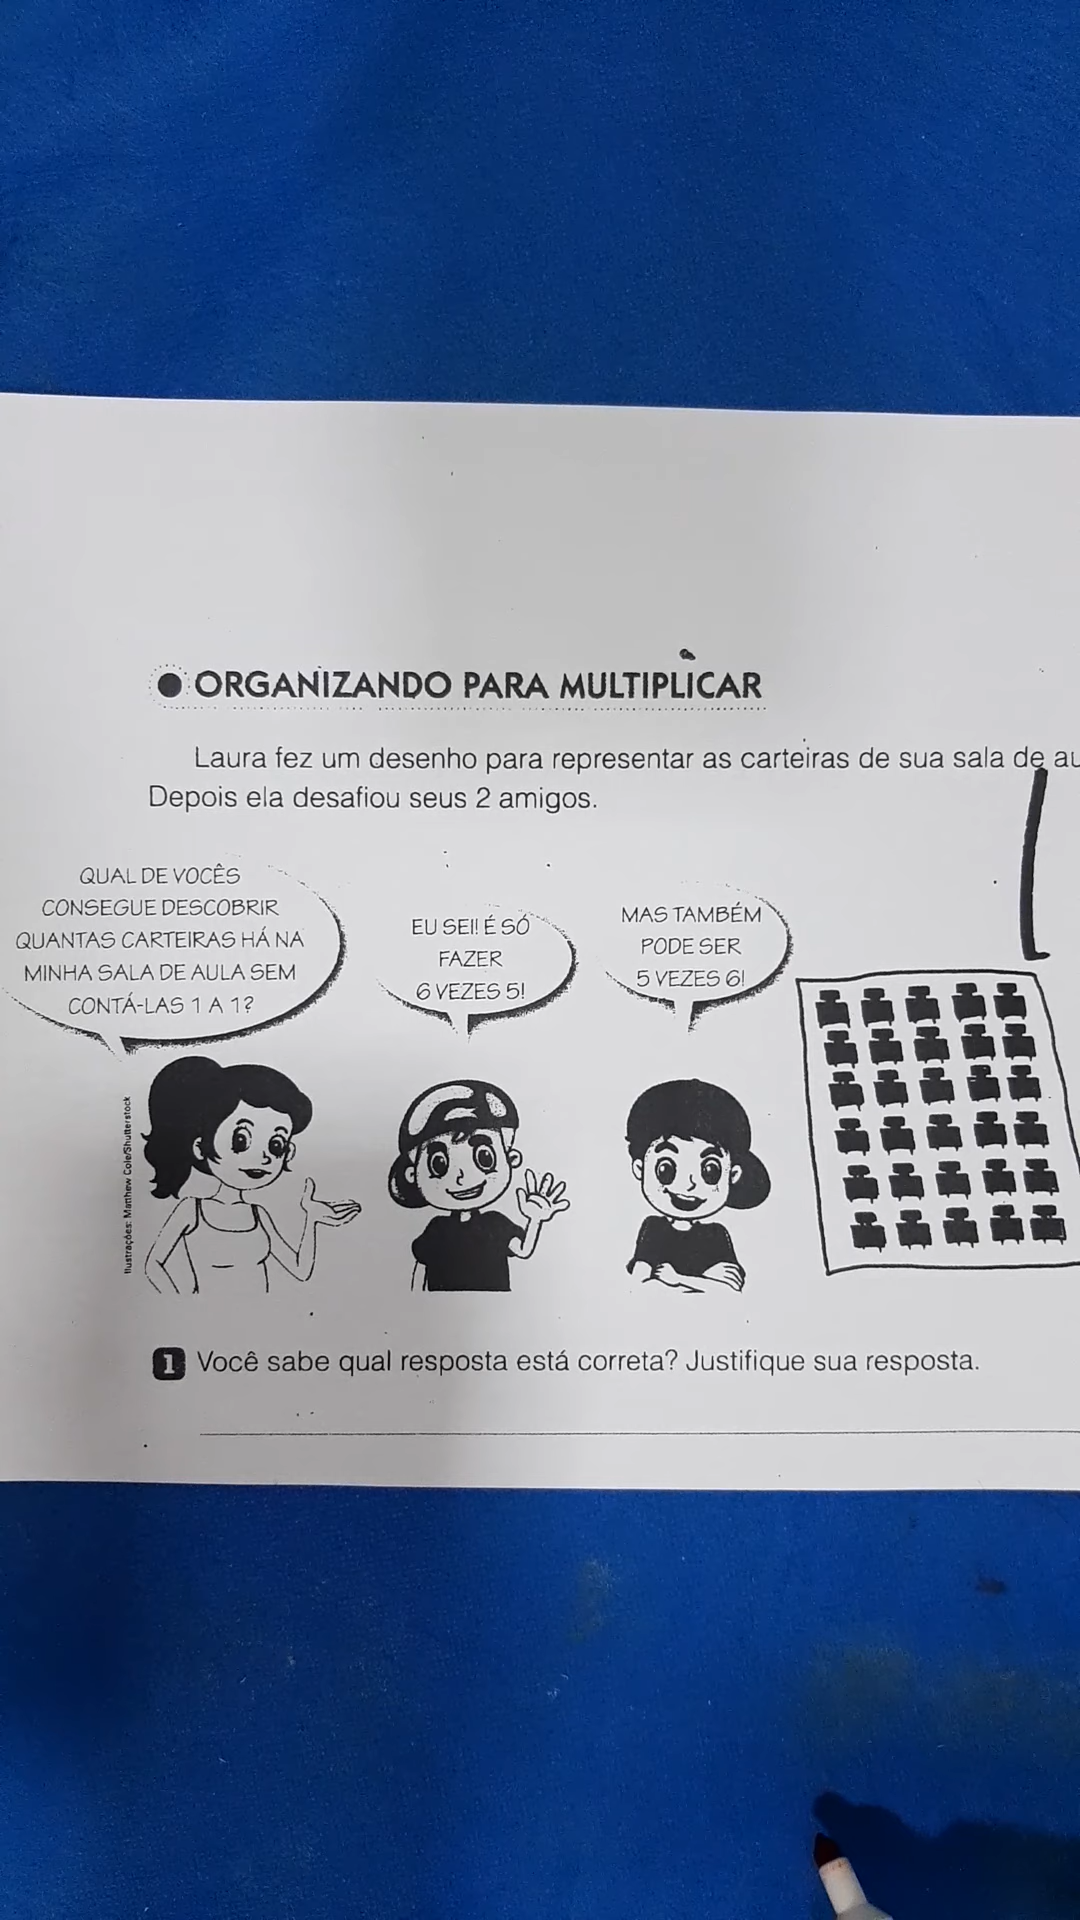 ORGANIZANDO PARA MULTIPLICAR
Laura fez um desenho para representar as carteiras de sua sala de
Depois ela desafiou seus 2 amigos.
QUAL DE VOCÊS
CONSEGUE DESCOBRIR
QUANTAS CARTEIRAS HÁ NA
MINHA SALA DE AULA SEM
CONTÁ-LAS 1 A 1?
EU SEI! É SÓ
FAZER
6 VEZES 5!
MAS TAMBÉM
PODE SER
5 VEZES 6!
Ilustrações: Matthew Cole/Shutterstock
1 Você sabe qual resposta está correta? Justifique sua resposta.